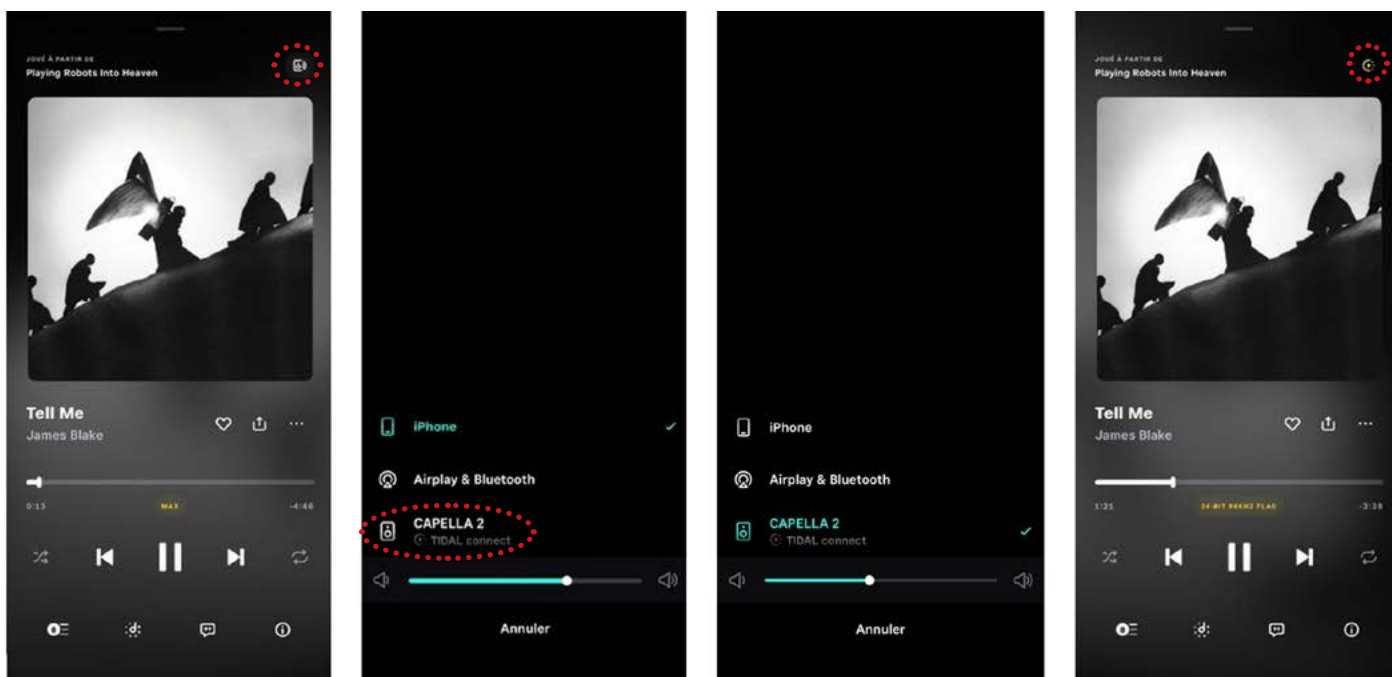 JOUÉ À PARTIR DE
Playing Robots Into Heaven
Tell Me
James Blake
0:13
MAX
-4:46
iPhone
Airplay & Bluetooth
CAPELLA 2
TIDAL connect
Annuler
iPhone
Airplay & Bluetooth
CAPELLA 2
TIDAL connect
Annuler
JOUÉ À PARTIR DE
Playing Robots Into Heaven
Tell Me
James Blake
1:21
24-BIT 96KHZ FLAC
-3:38